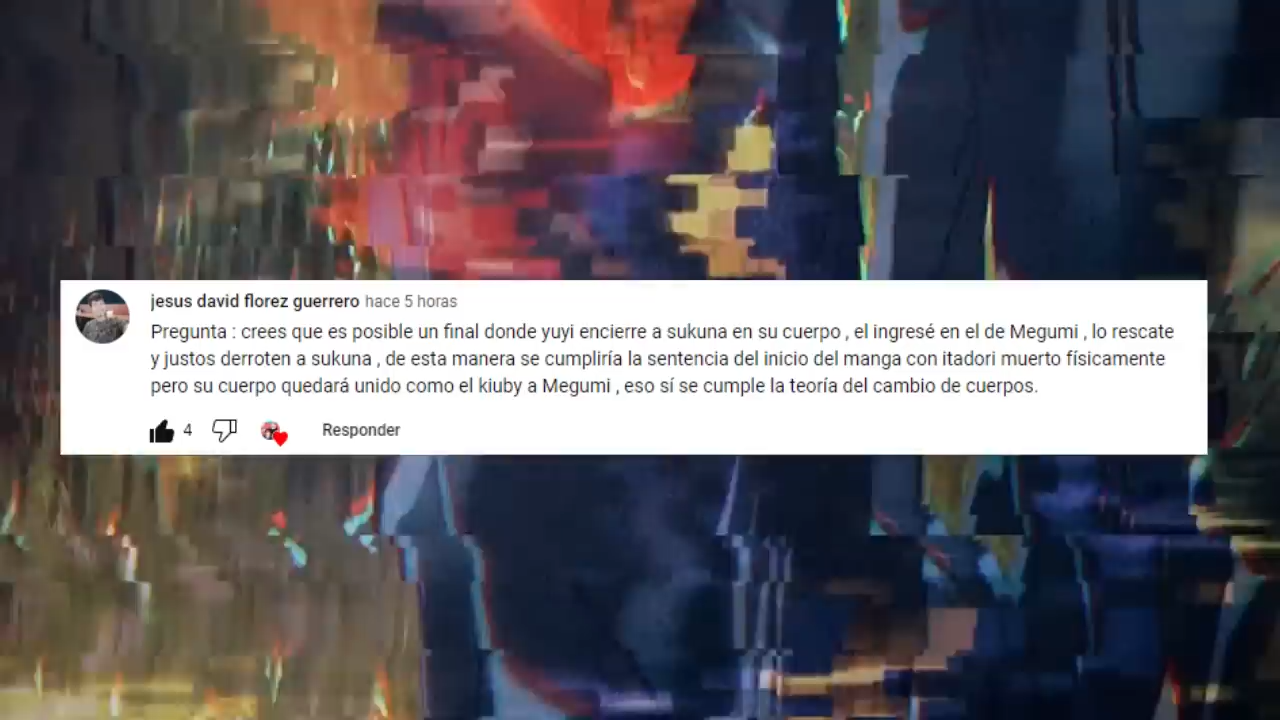 jesus david florez guerrero hace 5 horas
Pregunta : crees que es posible un final donde yuyi encierre a sukuna en su cuerpo , el ingresé en el de Megumi , lo rescate
y justos derroten a sukuna , de esta manera se cumpliría la sentencia del inicio del manga con itadori muerto físicamente
pero su cuerpo quedará unido como el kiuby a Megumi , eso sí se cumple la teoría del cambio de cuerpos.
4 Responder